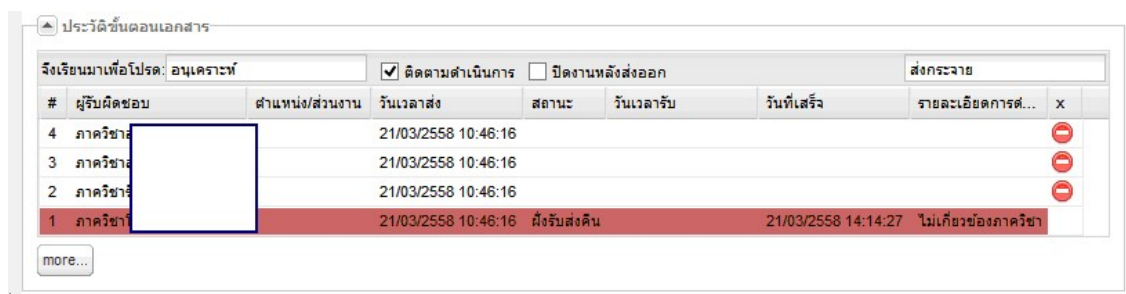 ประวัติขั้นตอนเอกสาร
จึงเรียนมาเพื่อโปรด: อนุเคราะห์ ติดตามดำเนินการ ปิดงานหลังส่งออก ส่งกระจาย
# ผู้รับผิดชอบ ตำแหน่ง/ส่วนงาน วันเวลาส่ง สถานะ วันเวลารับ วันที่เสร็จ รายละเอียดการด่... x
4 ภาควิชา 21/03/2558 10:46:16
3 ภาควิชา 21/03/2558 10:46:16
2 ภาควิชา 21/03/2558 10:46:16
1 ภาควิชา 21/03/2558 10:46:16 ฝั่งรับส่งคืน 21/03/2558 14:14:27 ไม่เกี่ยวข้องภาควิชา
more...